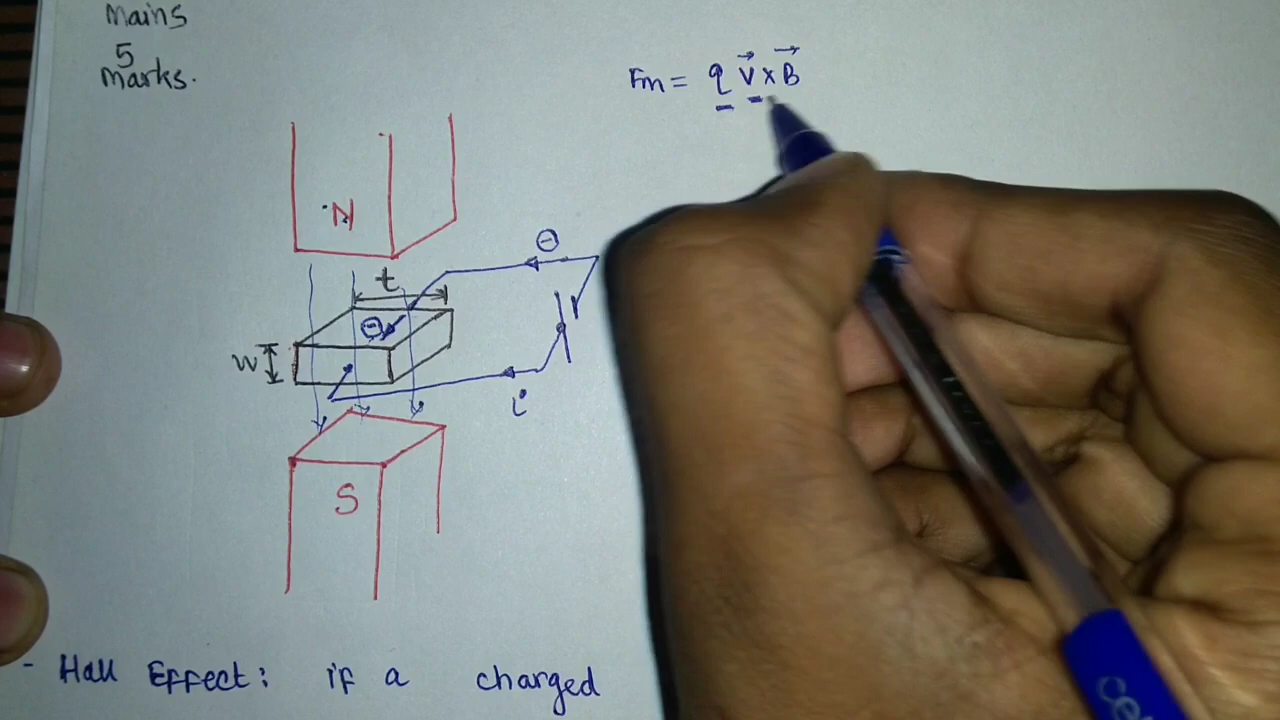 Mains
5
marks.
Fm = q v⃗ × B⃗
N
⊖
t
⊖
W
i
S
- Hall Effect: if a charged